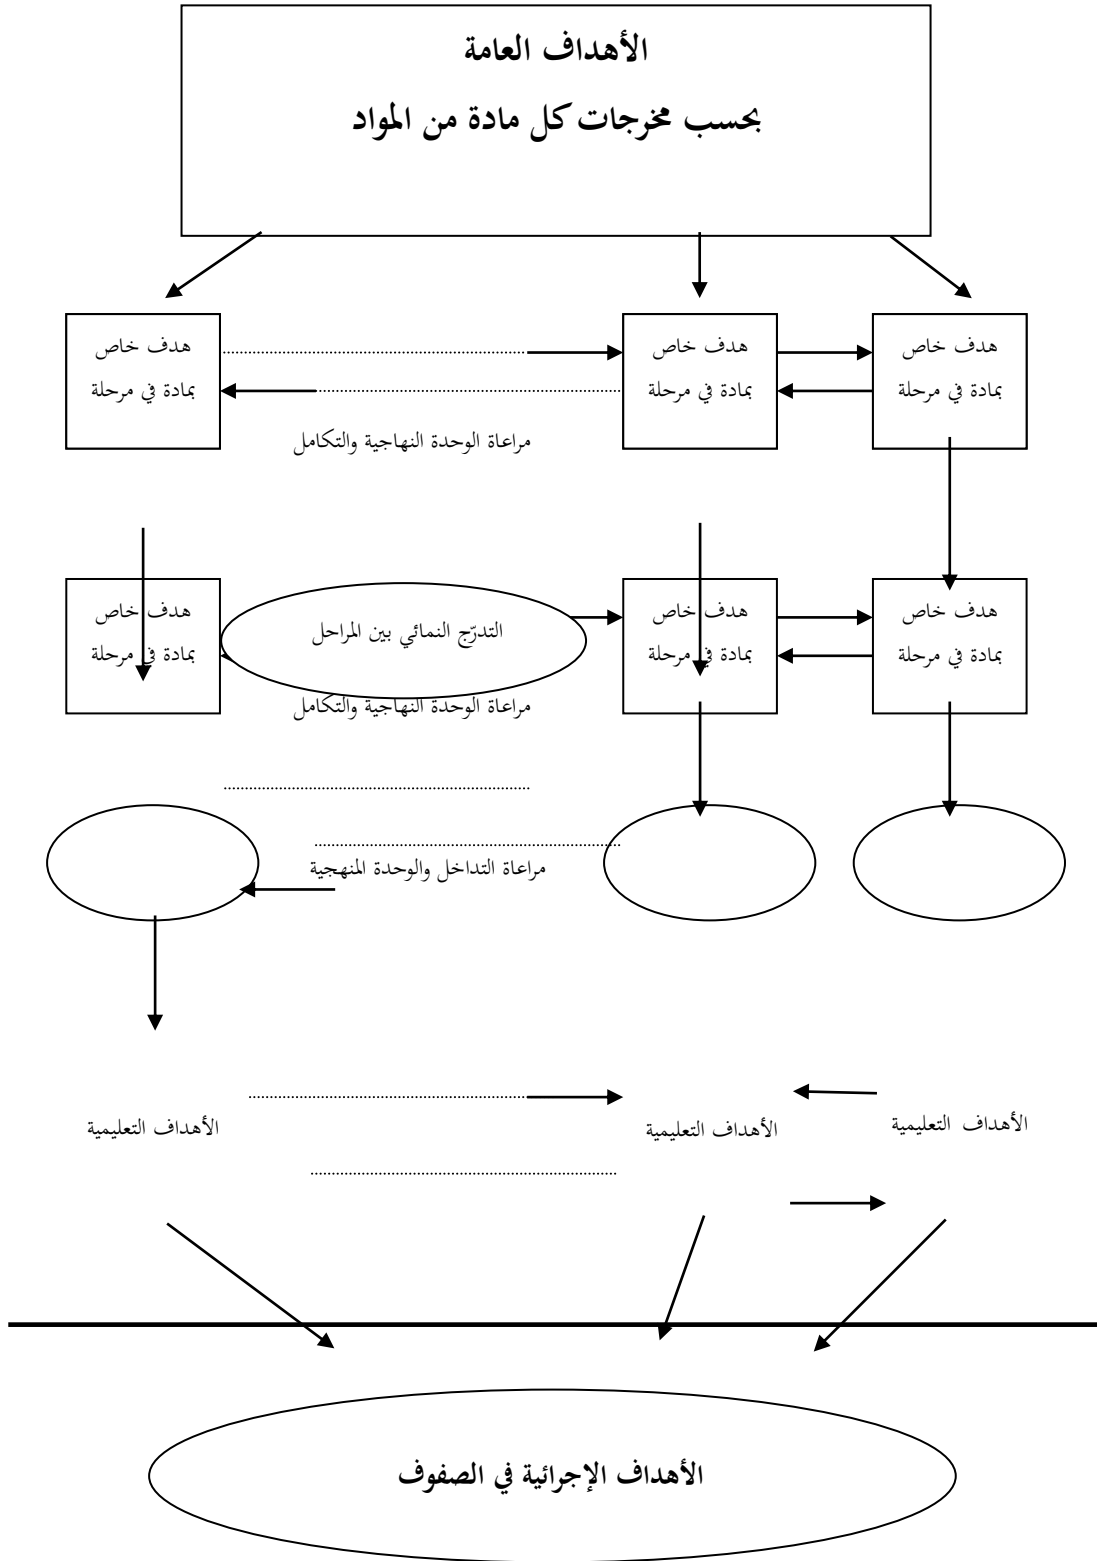 الأهداف العامة
بحسب مخرجات كل مادة من المواد
هدف خاص
بمادة في مرحلة
هدف خاص
بمادة في مرحلة
هدف خاص
بمادة في مرحلة
مراعاة الوحدة النهاجية والتكامل
هدف خاص
بمادة في مرحلة
هدف خاص
بمادة في مرحلة
التدرّج النمائي بين المراحل
هدف خاص
بمادة في مرحلة
مراعاة الوحدة النهاجية والتكامل
مراعاة التداخل والوحدة المنهجية
الأهداف التعليمية
الأهداف التعليمية
الأهداف التعليمية
الأهداف الإجرائية في الصفوف